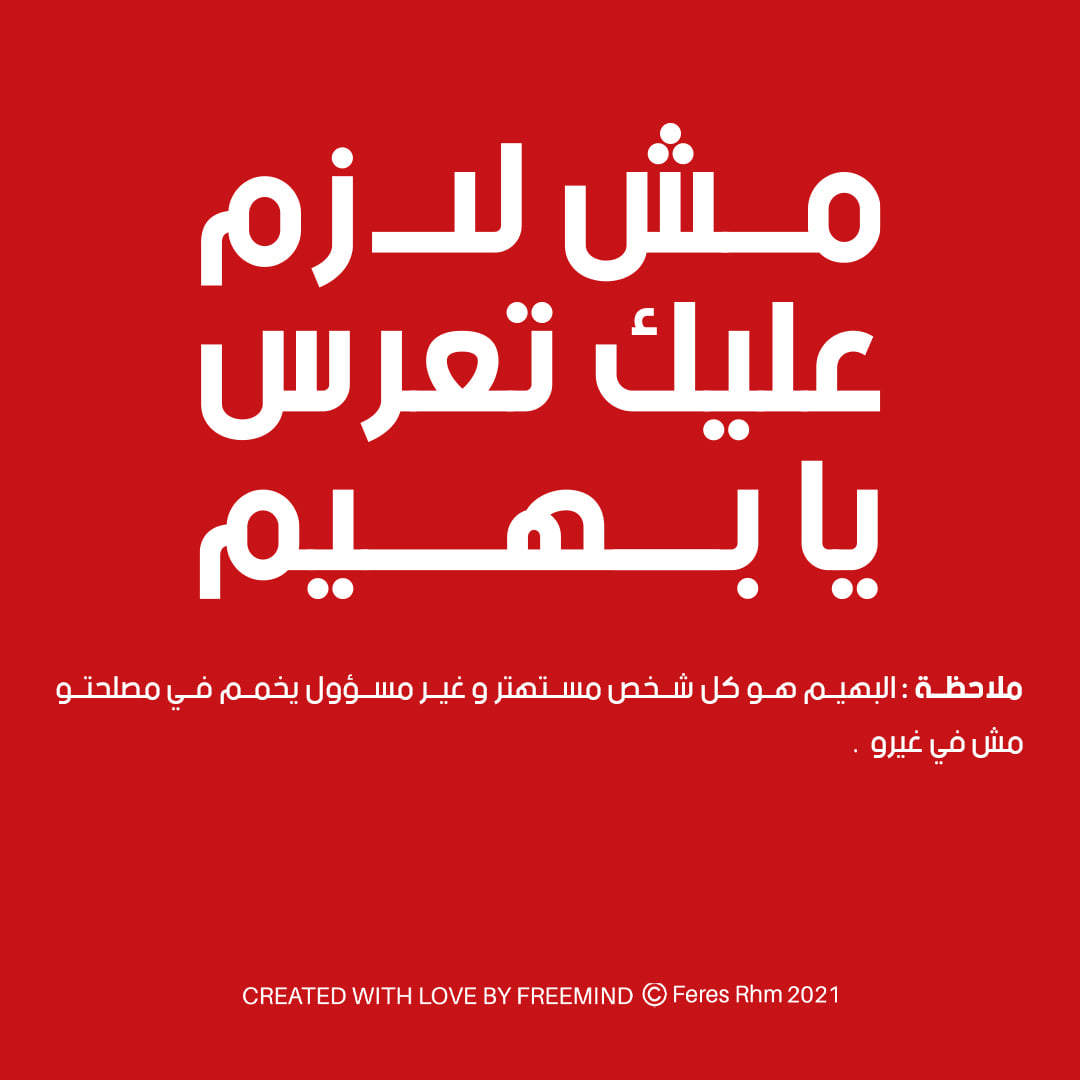 مش لازم
عليك تعرس
يا بهيم
ملاحظة : البهيم هو كل شخص مستهتر و غير مسؤول يخمم في مصلحتو
مش في غيرو .
CREATED WITH LOVE BY FREEMIND © Feres Rhm 2021